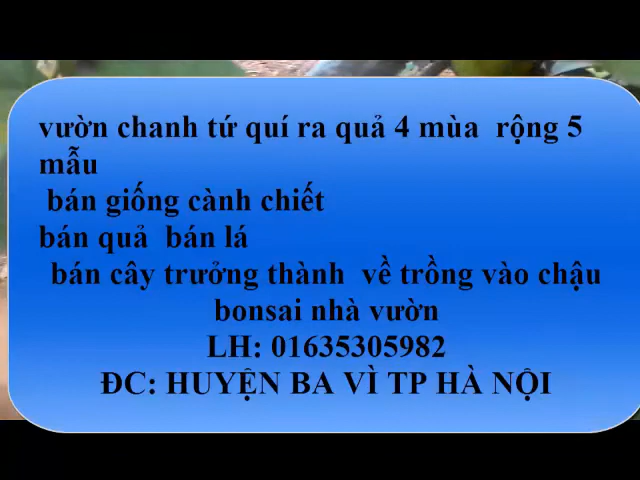 vườn chanh tứ quí ra quả 4 mùa rộng 5
mẫu
bán giống cành chiết
bán quả bán lá
bán cây trưởng thành về trồng vào chậu
bonsai nhà vườn
LH: 01635305982
ĐC: HUYỆN BA VÌ TP HÀ NỘI